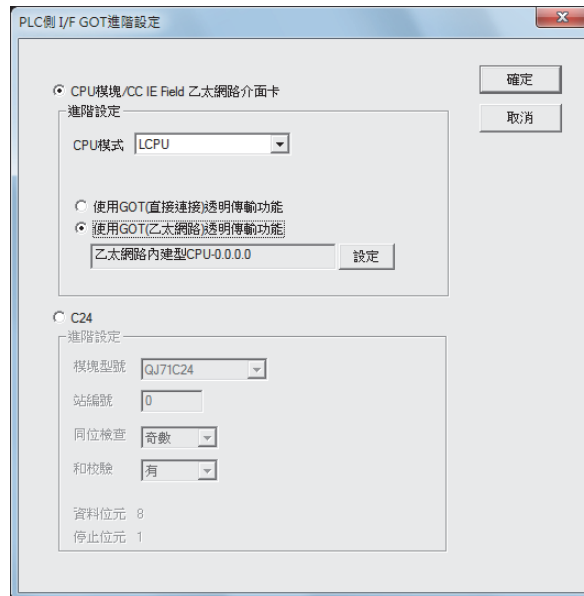 PLC側 I/F GOT進階設定
確定
取消
CPU模塊/CC IE Field 乙太網路介面卡
進階設定
CPU模式 LCPU
使用GOT(直接連接)透明傳輸功能
使用GOT(乙太網路)透明傳輸功能
乙太網路內建型CPU-0.0.0.0 設定
C24
進階設定
模塊型號 QJ71C24
站編號 0
同位檢查 奇數
和校驗 有
資料位元 8
停止位元 1